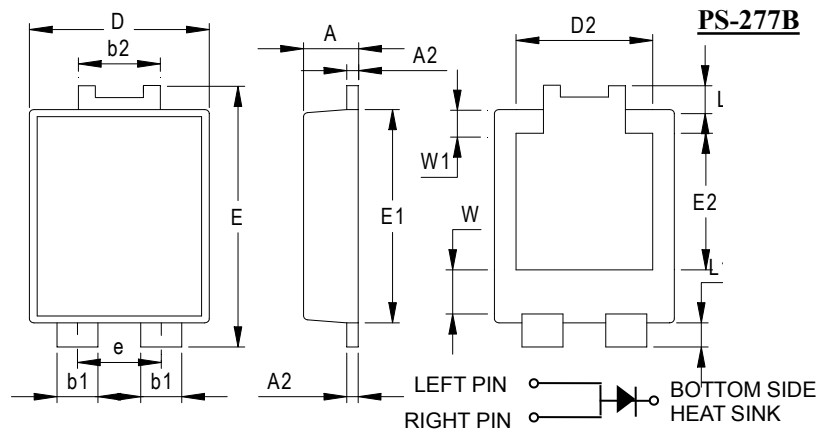 PS-277B
D
b2
A
A2
D2
L
W1
E
E1
W
E2
L
e
b1
b1
A2
LEFT PIN
RIGHT PIN
BOTTOM SIDE
HEAT SINK